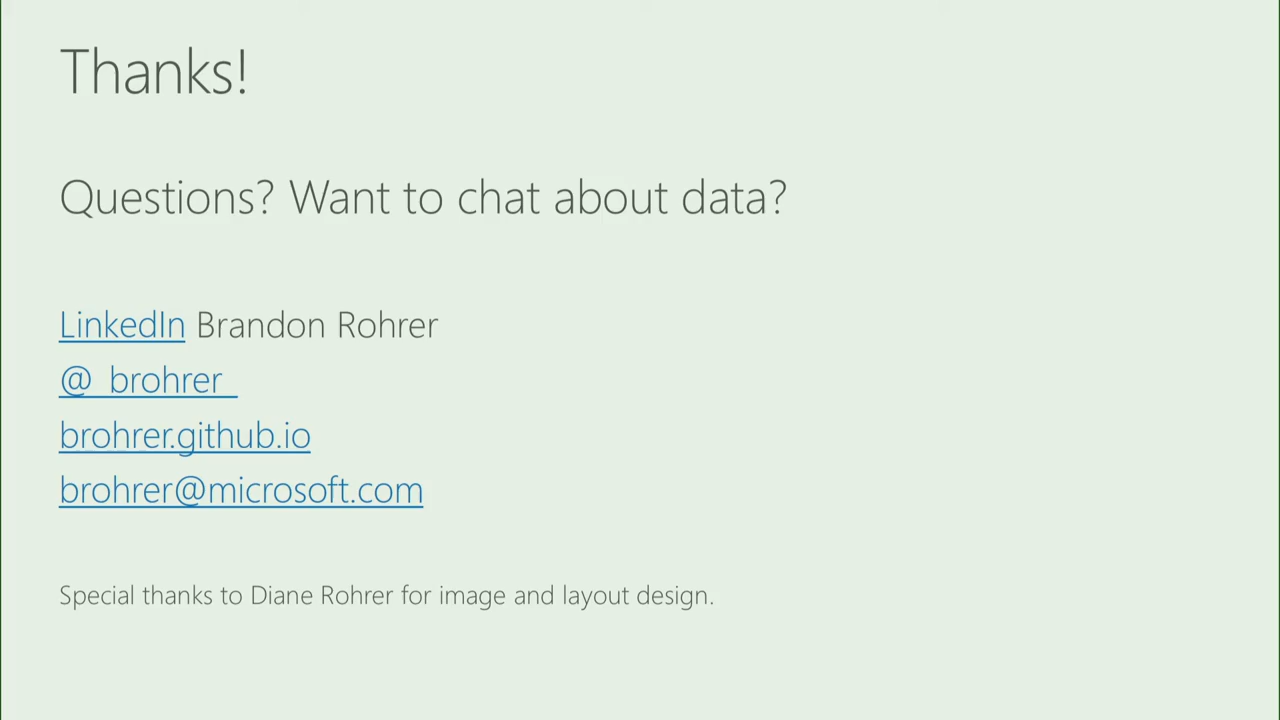 Thanks!
Questions? Want to chat about data?
LinkedIn Brandon Rohrer
@_brohrer_
brohrer.github.io
brohrer@microsoft.com
Special thanks to Diane Rohrer for image and layout design.